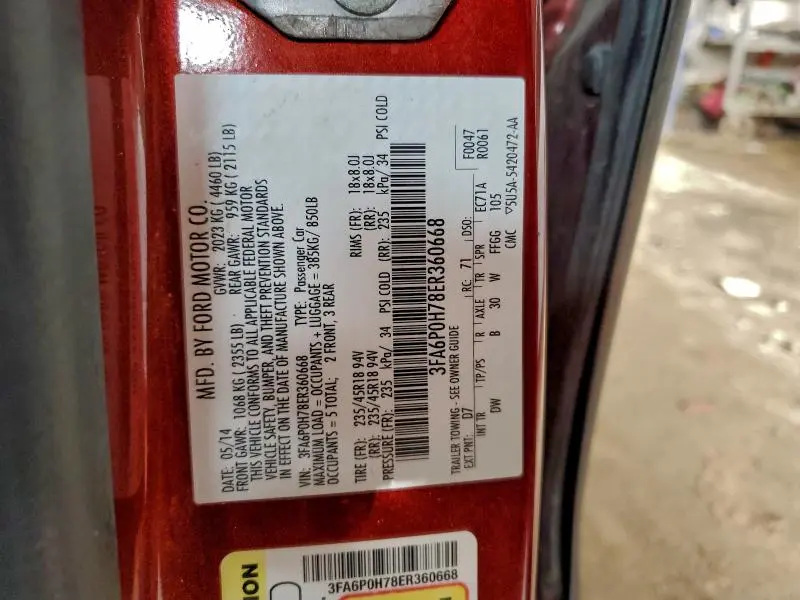 MFD. BY FORD MOTOR CO.
DATE: 05/14 GVWR: 2023 KG ( 4460 LB)
FRONT GAWR: 1068 KG ( 2355 LB) REAR GAWR: 959 KG ( 2115 LB)
THIS VEHICLE CONFORMS TO ALL APPLICABLE FEDERAL MOTOR
VEHICLE SAFETY, BUMPER, AND THEFT PREVENTION STANDARDS
IN EFFECT ON THE DATE OF MANUFACTURE SHOWN ABOVE.
VIN: 3FA6P0H78ER360668 TYPE: Passenger Car
MAXIMUM LOAD = OCCUPANTS + LUGGAGE = 385KG/ 850LB
OCCUPANTS = 5 TOTAL; 2 FRONT, 3 REAR
TIRE (FR): 235/45R18 94V RIMS (FR): 18x8.0J
(RR): 235/45R18 94V (RR): 18x8.0J
PRESSURE (FR): 235 kPa/ 34 PSI COLD (RR): 235 kPa/ 34 PSI COLD
3FA6P0H78ER360668
TRAILER TOWING - SEE OWNER GUIDE F0047
R0061
EXT PNT: D7 RC: 71 DSO:
INT TR TP/PS R AXLE TR SPR EC71A
DW B 30 W FFGG 105
CMC ▽5U5A-5420472-AA
ION
3FA6P0H78ER360668